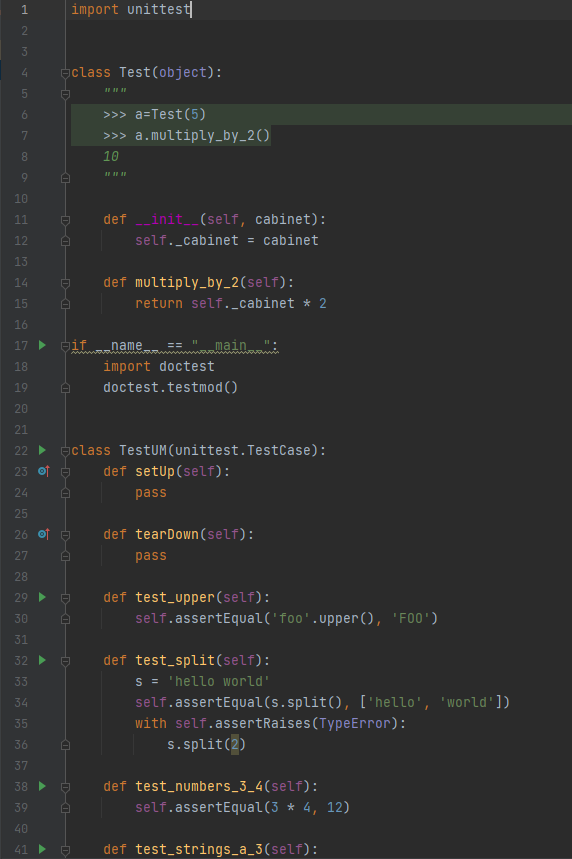 1 import unittest
2
3
4 class Test(object):
5     """
6     >>> a=Test(5)
7     >>> a.multiply_by_2()
8     10
9     """
10
11     def __init__(self, cabinet):
12         self._cabinet = cabinet
13
14     def multiply_by_2(self):
15         return self._cabinet * 2
16
17 if __name__ == "__main__":
18     import doctest
19     doctest.testmod()
20
21
22 class TestUM(unittest.TestCase):
23     def setUp(self):
24         pass
25
26     def tearDown(self):
27         pass
28
29     def test_upper(self):
30         self.assertEqual('foo'.upper(), 'FOO')
31
32     def test_split(self):
33         s = 'hello world'
34         self.assertEqual(s.split(), ['hello', 'world'])
35         with self.assertRaises(TypeError):
36             s.split(2)
37
38     def test_numbers_3_4(self):
39         self.assertEqual(3 * 4, 12)
40
41     def test_strings_a_3(self):